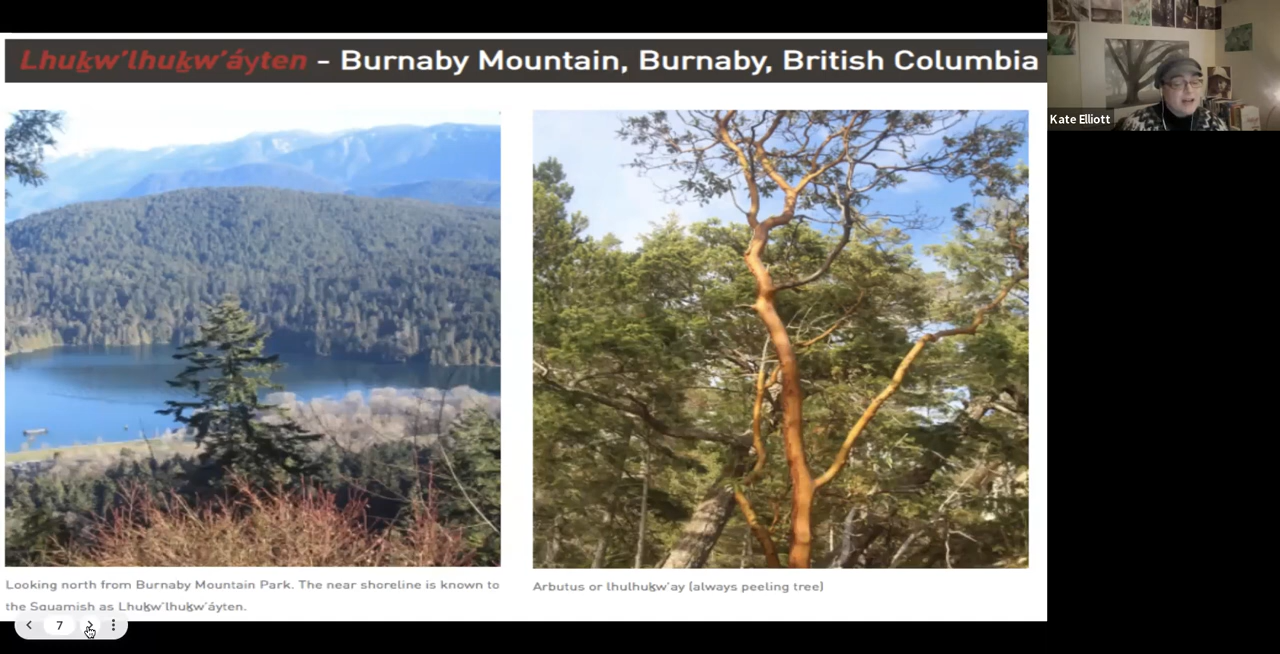 Lhuḵw'lhuḵw'áyten - Burnaby Mountain, Burnaby, British Columbia
Kate Elliott
Looking north from Burnaby Mountain Park. The near shoreline is known to
the Squamish as Lhuḵw'lhuḵw'áyten.
Arbutus or lhulhuḵw'ay (always peeling tree)
7